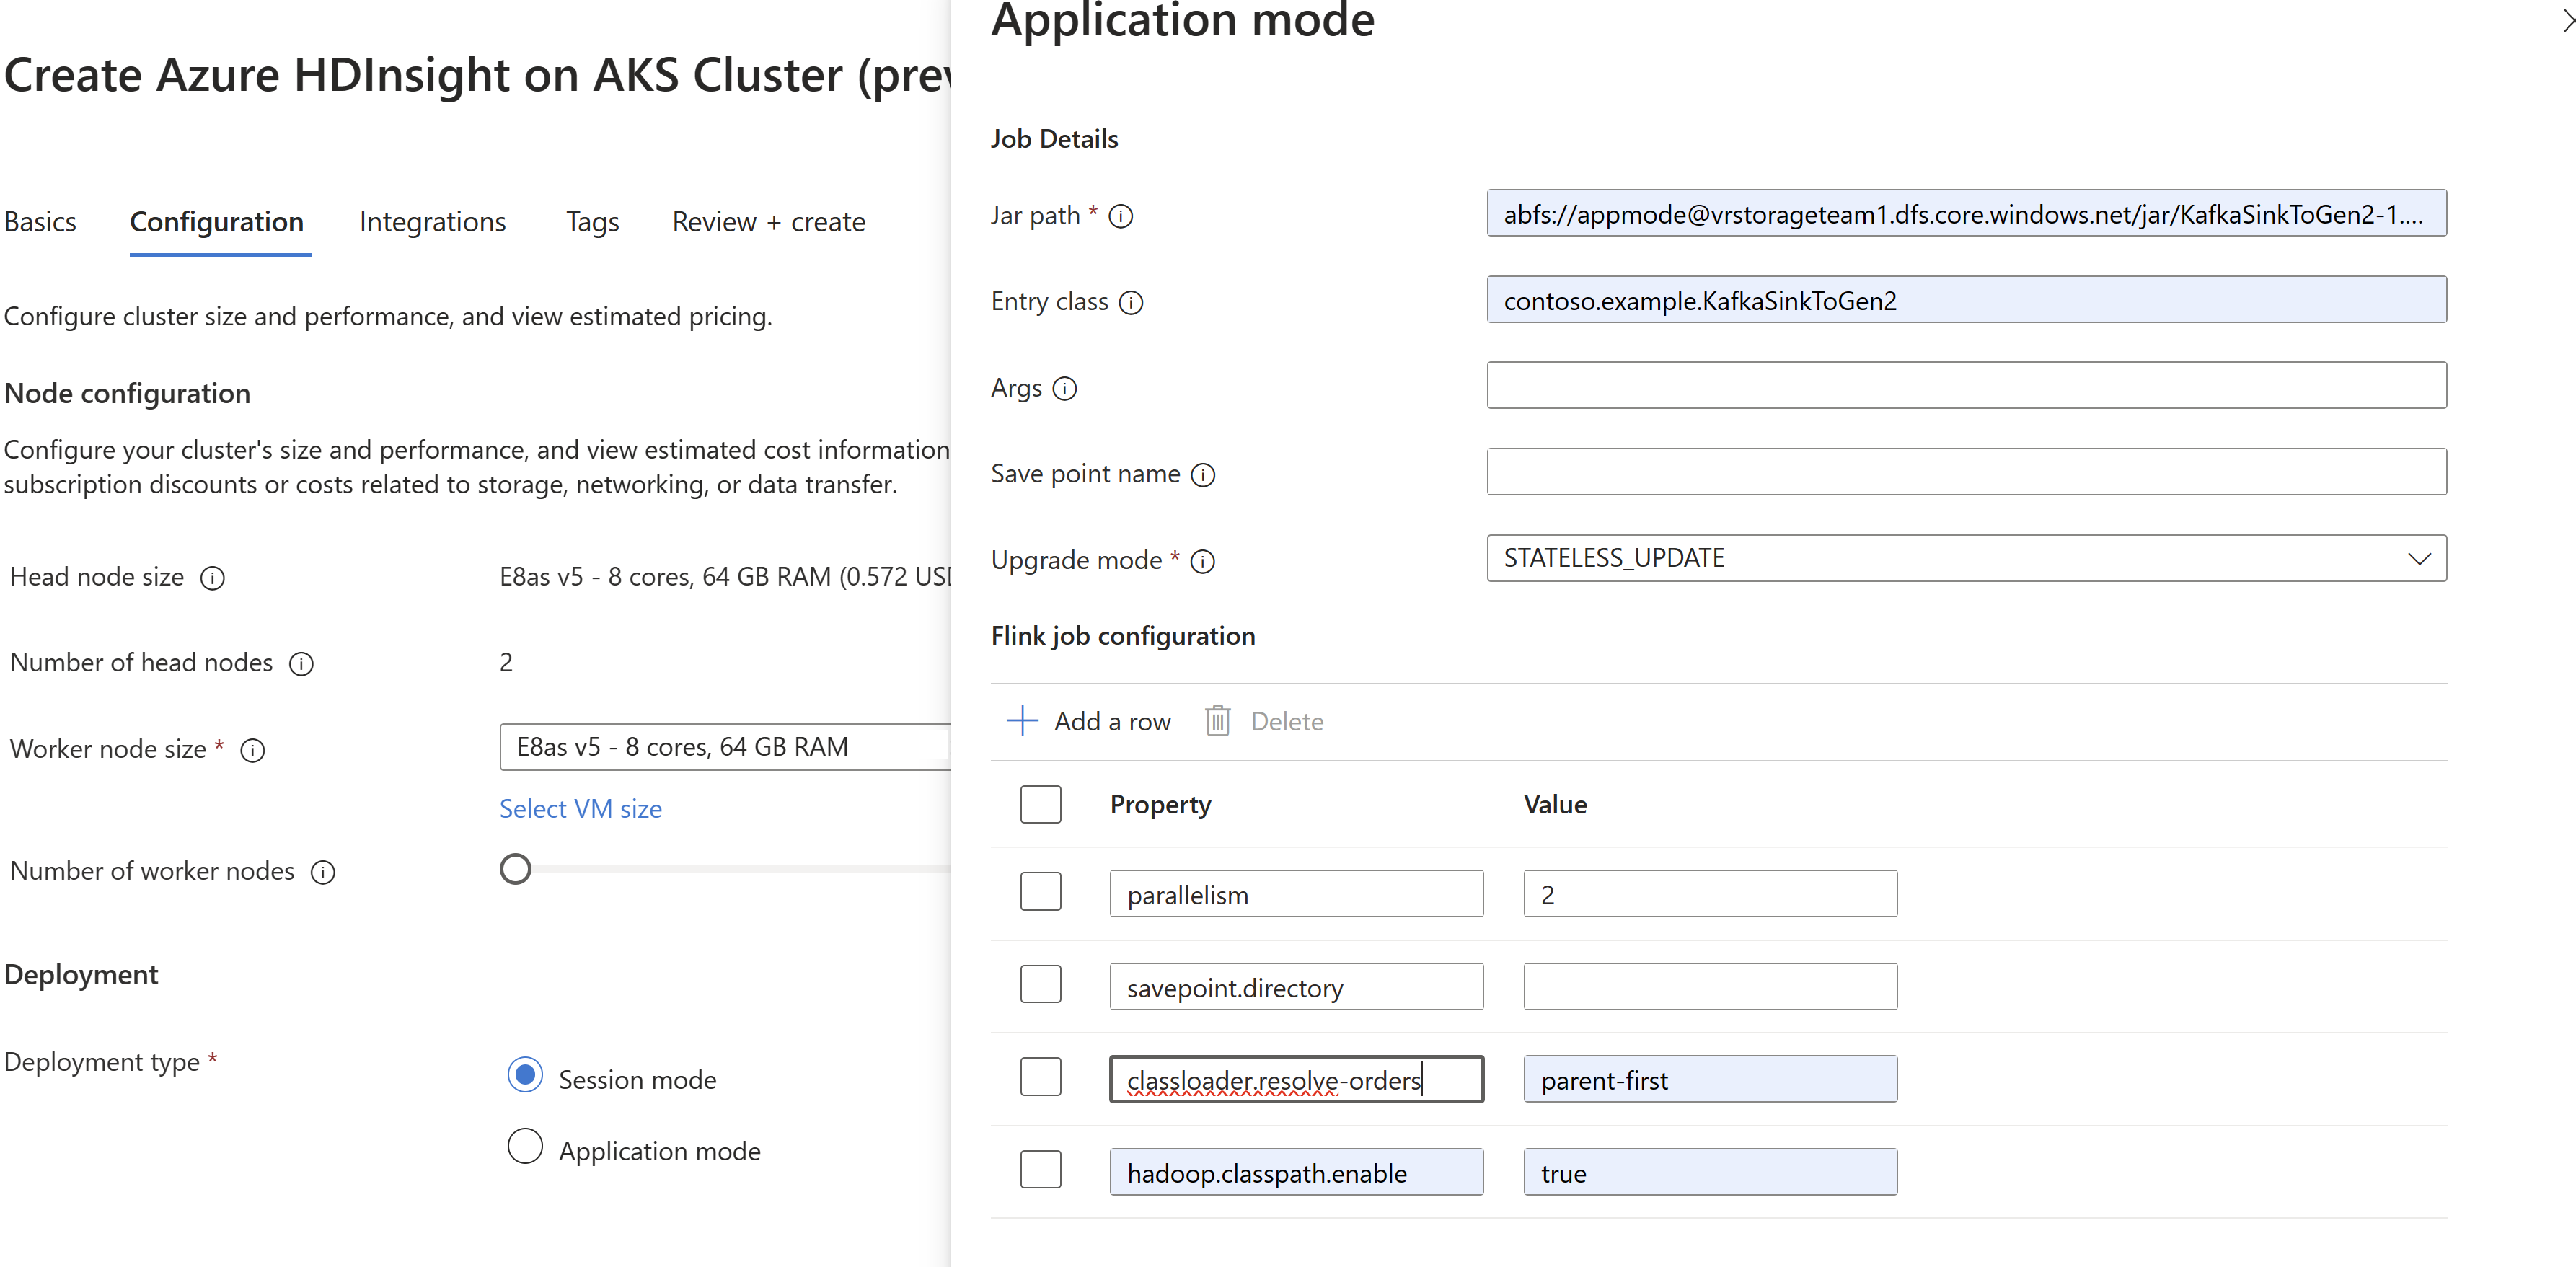 Create Azure HDInsight on AKS Cluster (prev
Basics Configuration Integrations Tags Review + create
Configure cluster size and performance, and view estimated pricing.
Node configuration
Configure your cluster's size and performance, and view estimated cost information
subscription discounts or costs related to storage, networking, or data transfer.
Head node size E8as v5 - 8 cores, 64 GB RAM (0.572 USD
Number of head nodes 2
Worker node size * E8as v5 - 8 cores, 64 GB RAM
Select VM size
Number of worker nodes
Deployment
Deployment type *
Session mode
Application mode
Application mode
Job Details
Jar path * abfs://appmode@vrstorageteam1.dfs.core.windows.net/jar/KafkaSinkToGen2-1....
Entry class contoso.example.KafkaSinkToGen2
Args
Save point name
Upgrade mode * STATELESS_UPDATE
Flink job configuration
Add a row Delete
Property Value
parallelism 2
savepoint.directory
classloader.resolve-orders parent-first
hadoop.classpath.enable true